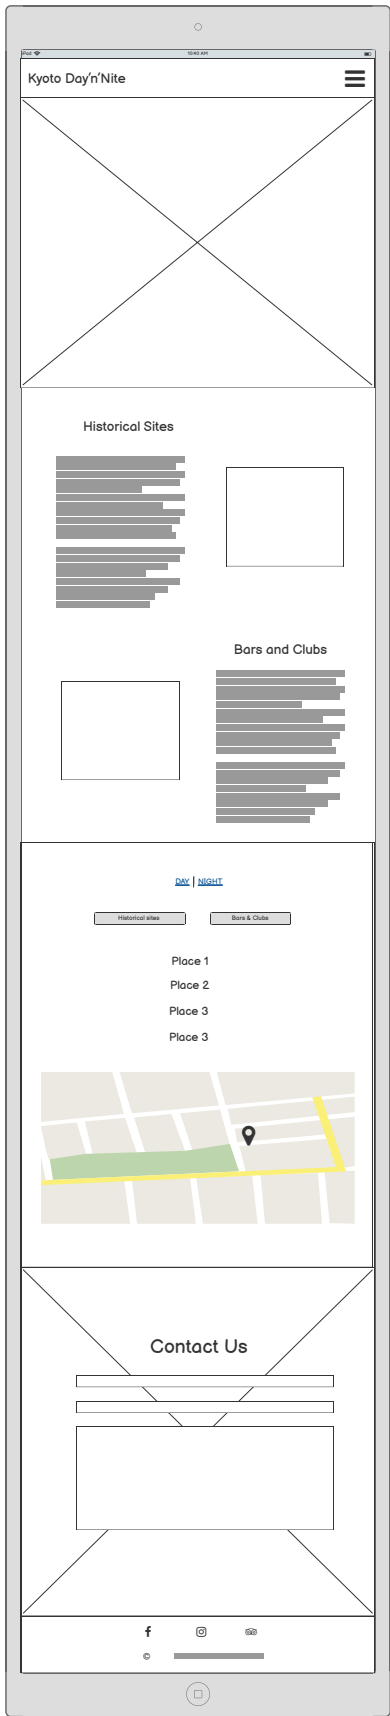 iPad
10:40 AM
Kyoto Day'n'Nite
Historical Sites
Bars and Clubs
DAY | NIGHT
Historical sites
Bars & Clubs
Place 1
Place 2
Place 3
Place 3
Contact Us
©